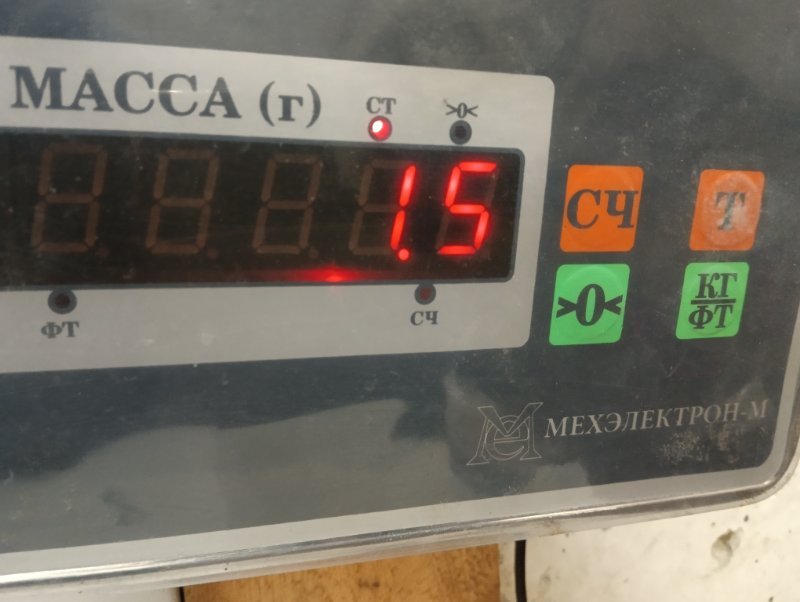 МАССА (г)
СТ >0<
1.5
СЧ Т
>0< КГ
ФТ
ФТ СЧ
МЕХЭЛЕКТРОН-М